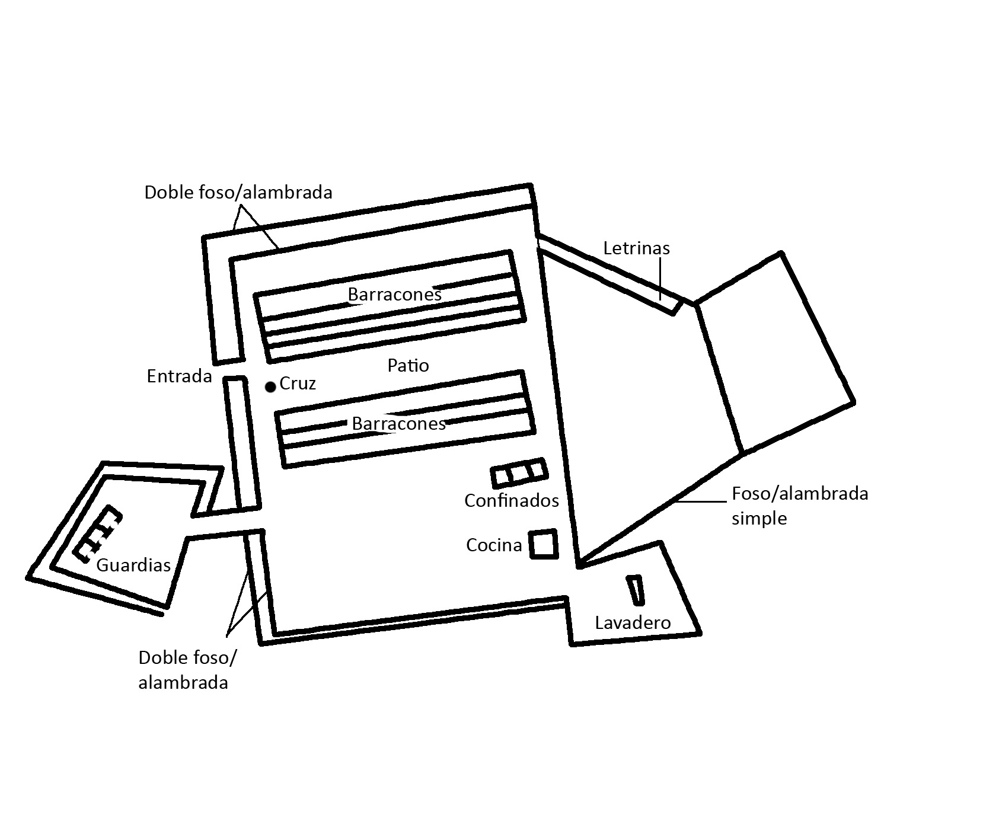 Doble foso/alambrada
Letrinas
Barracones
Patio
Entrada
Cruz
Barracones
Confinados
Foso/alambrada
simple
Cocina
Guardias
Lavadero
Doble foso/
alambrada